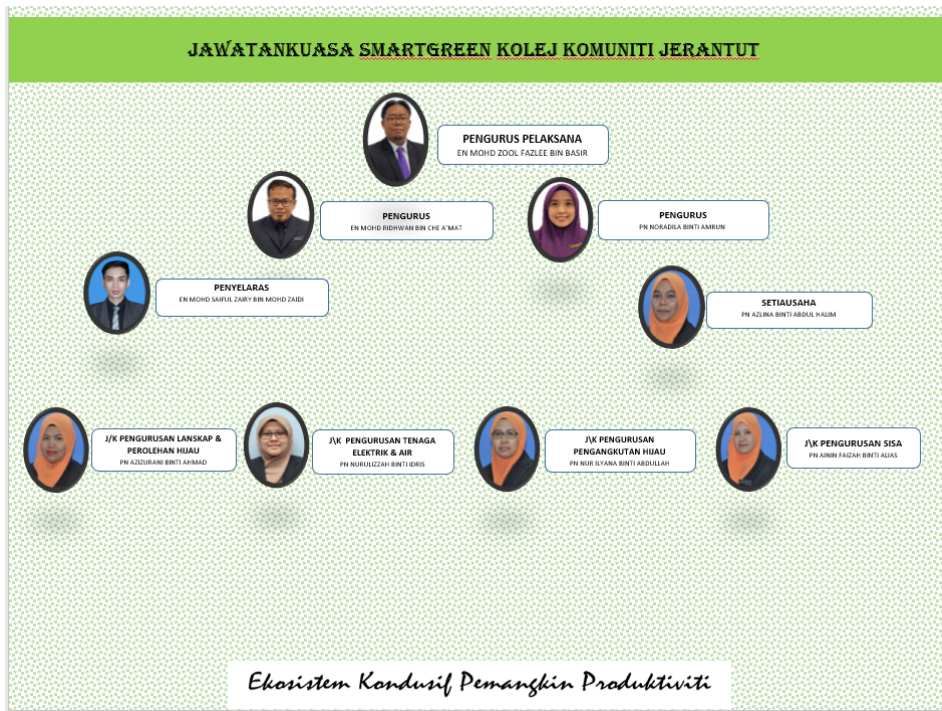 JAWATANKUASA SMARTGREEN KOLEJ KOMUNITI JERANTUT
PENGURUS PELAKSANA
EN MOHD ZOOL FAZLEE BIN BASIR
PENGURUS
EN MOHD RIDHWAN BIN CHE A'MAT
PENGURUS
PN NORADILA BINTI AMRUN
PENYELARAS
EN MOHD SAIFUL ZAIRY BIN MOHD ZAIDI
SETIAUSAHA
PN AZLINA BINTI ABDUL HALIM
J/K PENGURUSAN LANSKAP &
PEROLEHAN HIJAU
PN AZIZURANI BINTI AHMAD
J\K PENGURUSAN TENAGA
ELEKTRIK & AIR
PN NURULIZZAH BINTI IDRIS
J\K PENGURUSAN
PENGANGKUTAN HIJAU
PN NUR ILYANA BINTI ABDULLAH
J\K PENGURUSAN SISA
PN AININ FAIZAH BINTI ALIAS
Ekosistem Kondusif Pemangkin Produktiviti